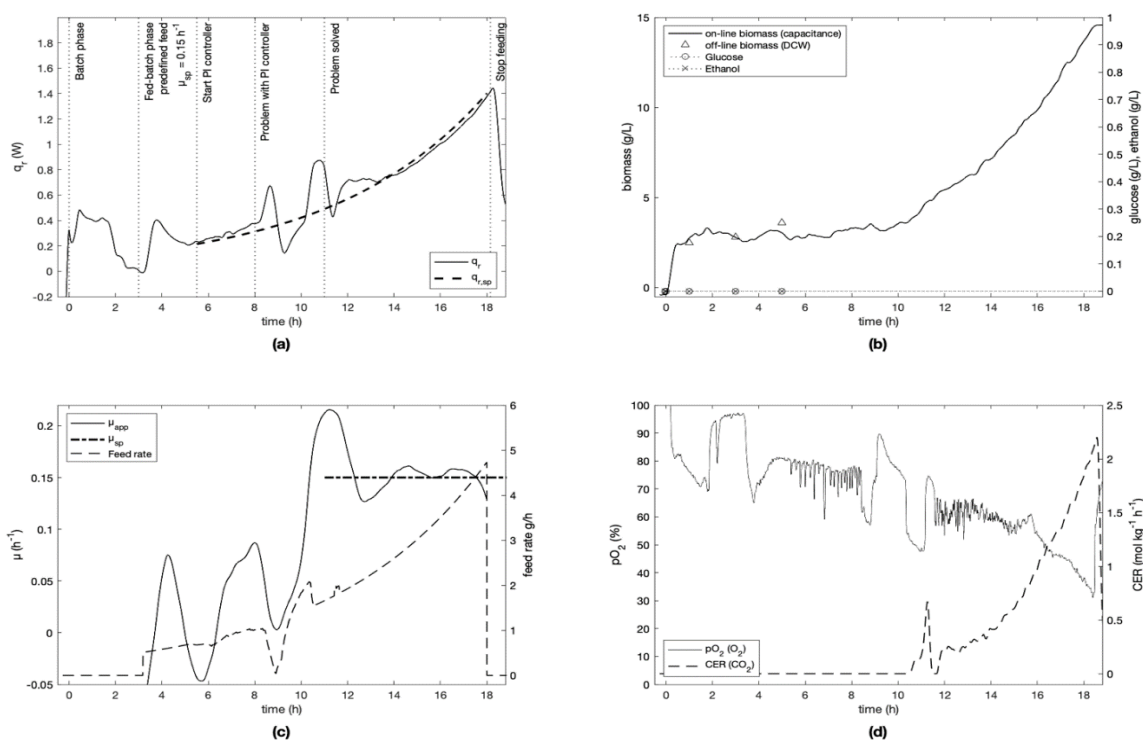 1.8
1.6
1.4
1.2
1
0.8
0.6
0.4
0.2
0
-0.2
q_r (W)
Batch phase
Fed-batch phase
predefined feed
μ_sp = 0.15 h⁻¹
Start PI controller
Problem with PI controller
Problem solved
Stop feeding
q_r
q_r,sp
0 2 4 6 8 10 12 14 16 18
time (h)
(a)
15
10
5
0
biomass (g/L)
on-line biomass (capacitance)
off-line biomass (DCW)
Glucose
Ethanol
1
0.9
0.8
0.7
0.6
0.5
0.4
0.3
0.2
0.1
0
glucose (g/L), ethanol (g/L)
0 2 4 6 8 10 12 14 16 18
time (h)
(b)
0.2
0.15
0.1
0.05
0
-0.05
μ (h⁻¹)
μ_app
μ_sp
Feed rate
6
5
4
3
2
1
0
feed rate g/h
0 2 4 6 8 10 12 14 16 18
time (h)
(c)
100
90
80
70
60
50
40
30
20
10
0
pO₂ (%)
pO₂ (O₂)
CER (CO₂)
2.5
2
1.5
1
0.5
0
CER (mol kg⁻¹ h⁻¹)
0 2 4 6 8 10 12 14 16 18
time (h)
(d)